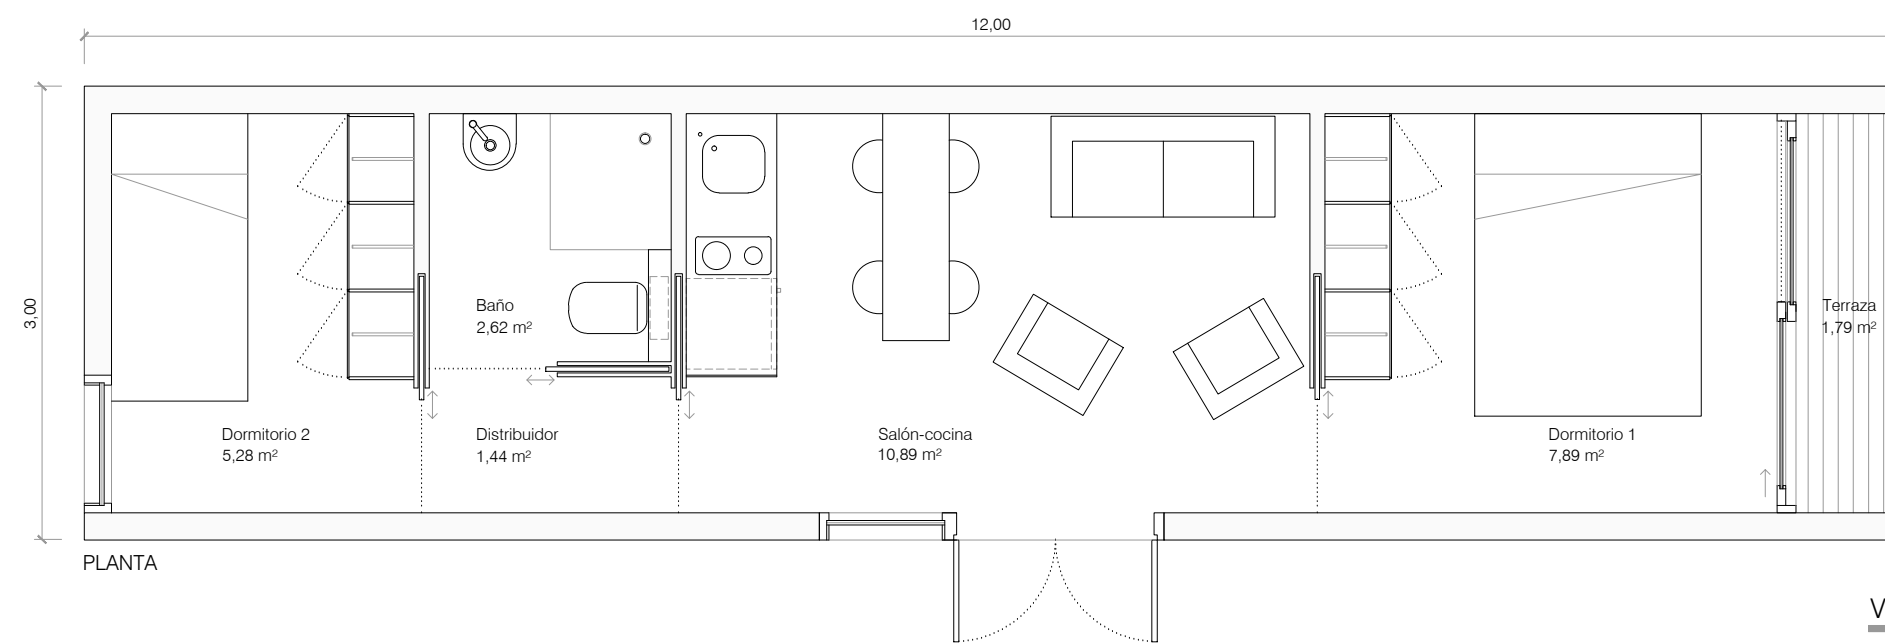 12,00
3,00
Baño
2,62 m²
Terraza
1,79 m²
Dormitorio 2
5,28 m²
Distribuidor
1,44 m²
Salón-cocina
10,89 m²
Dormitorio 1
7,89 m²
PLANTA
V